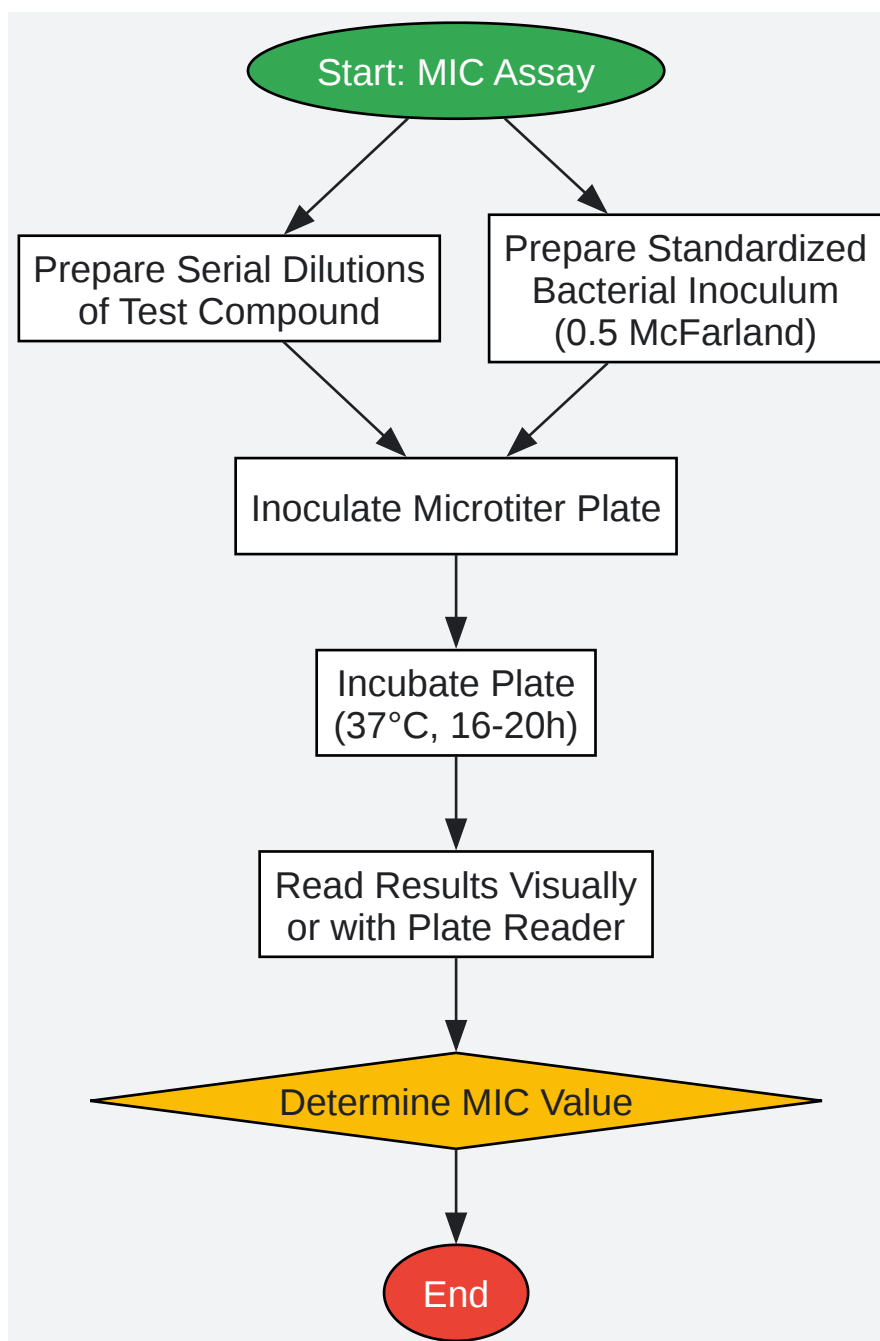 Start: MIC Assay
Prepare Serial Dilutions
of Test Compound
Prepare Standardized
Bacterial Inoculum
(0.5 McFarland)
Inoculate Microtiter Plate
Incubate Plate
(37°C, 16-20h)
Read Results Visually
or with Plate Reader
Determine MIC Value
End